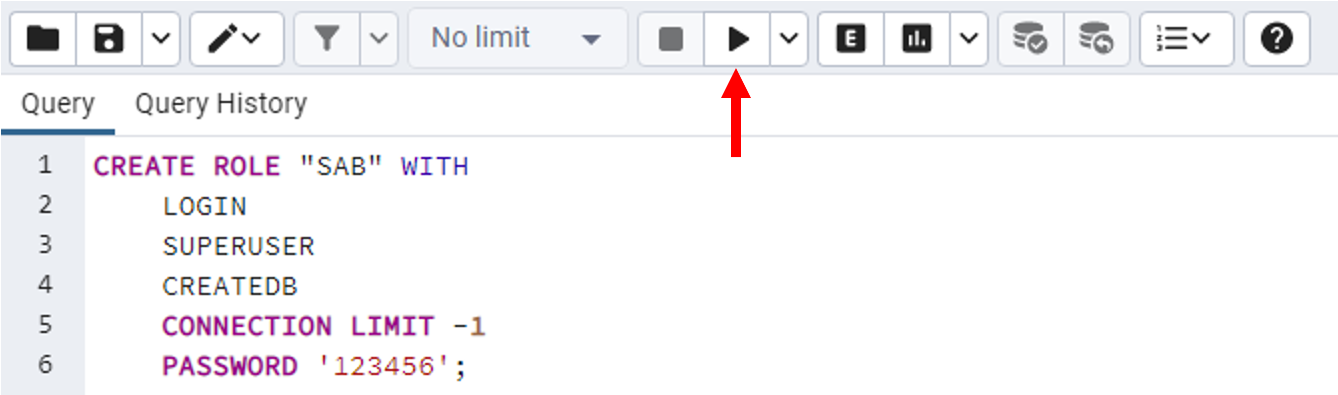 No limit
E
Query Query History
1 CREATE ROLE "SAB" WITH
2 LOGIN
3 SUPERUSER
4 CREATEDB
5 CONNECTION LIMIT -1
6 PASSWORD '123456';